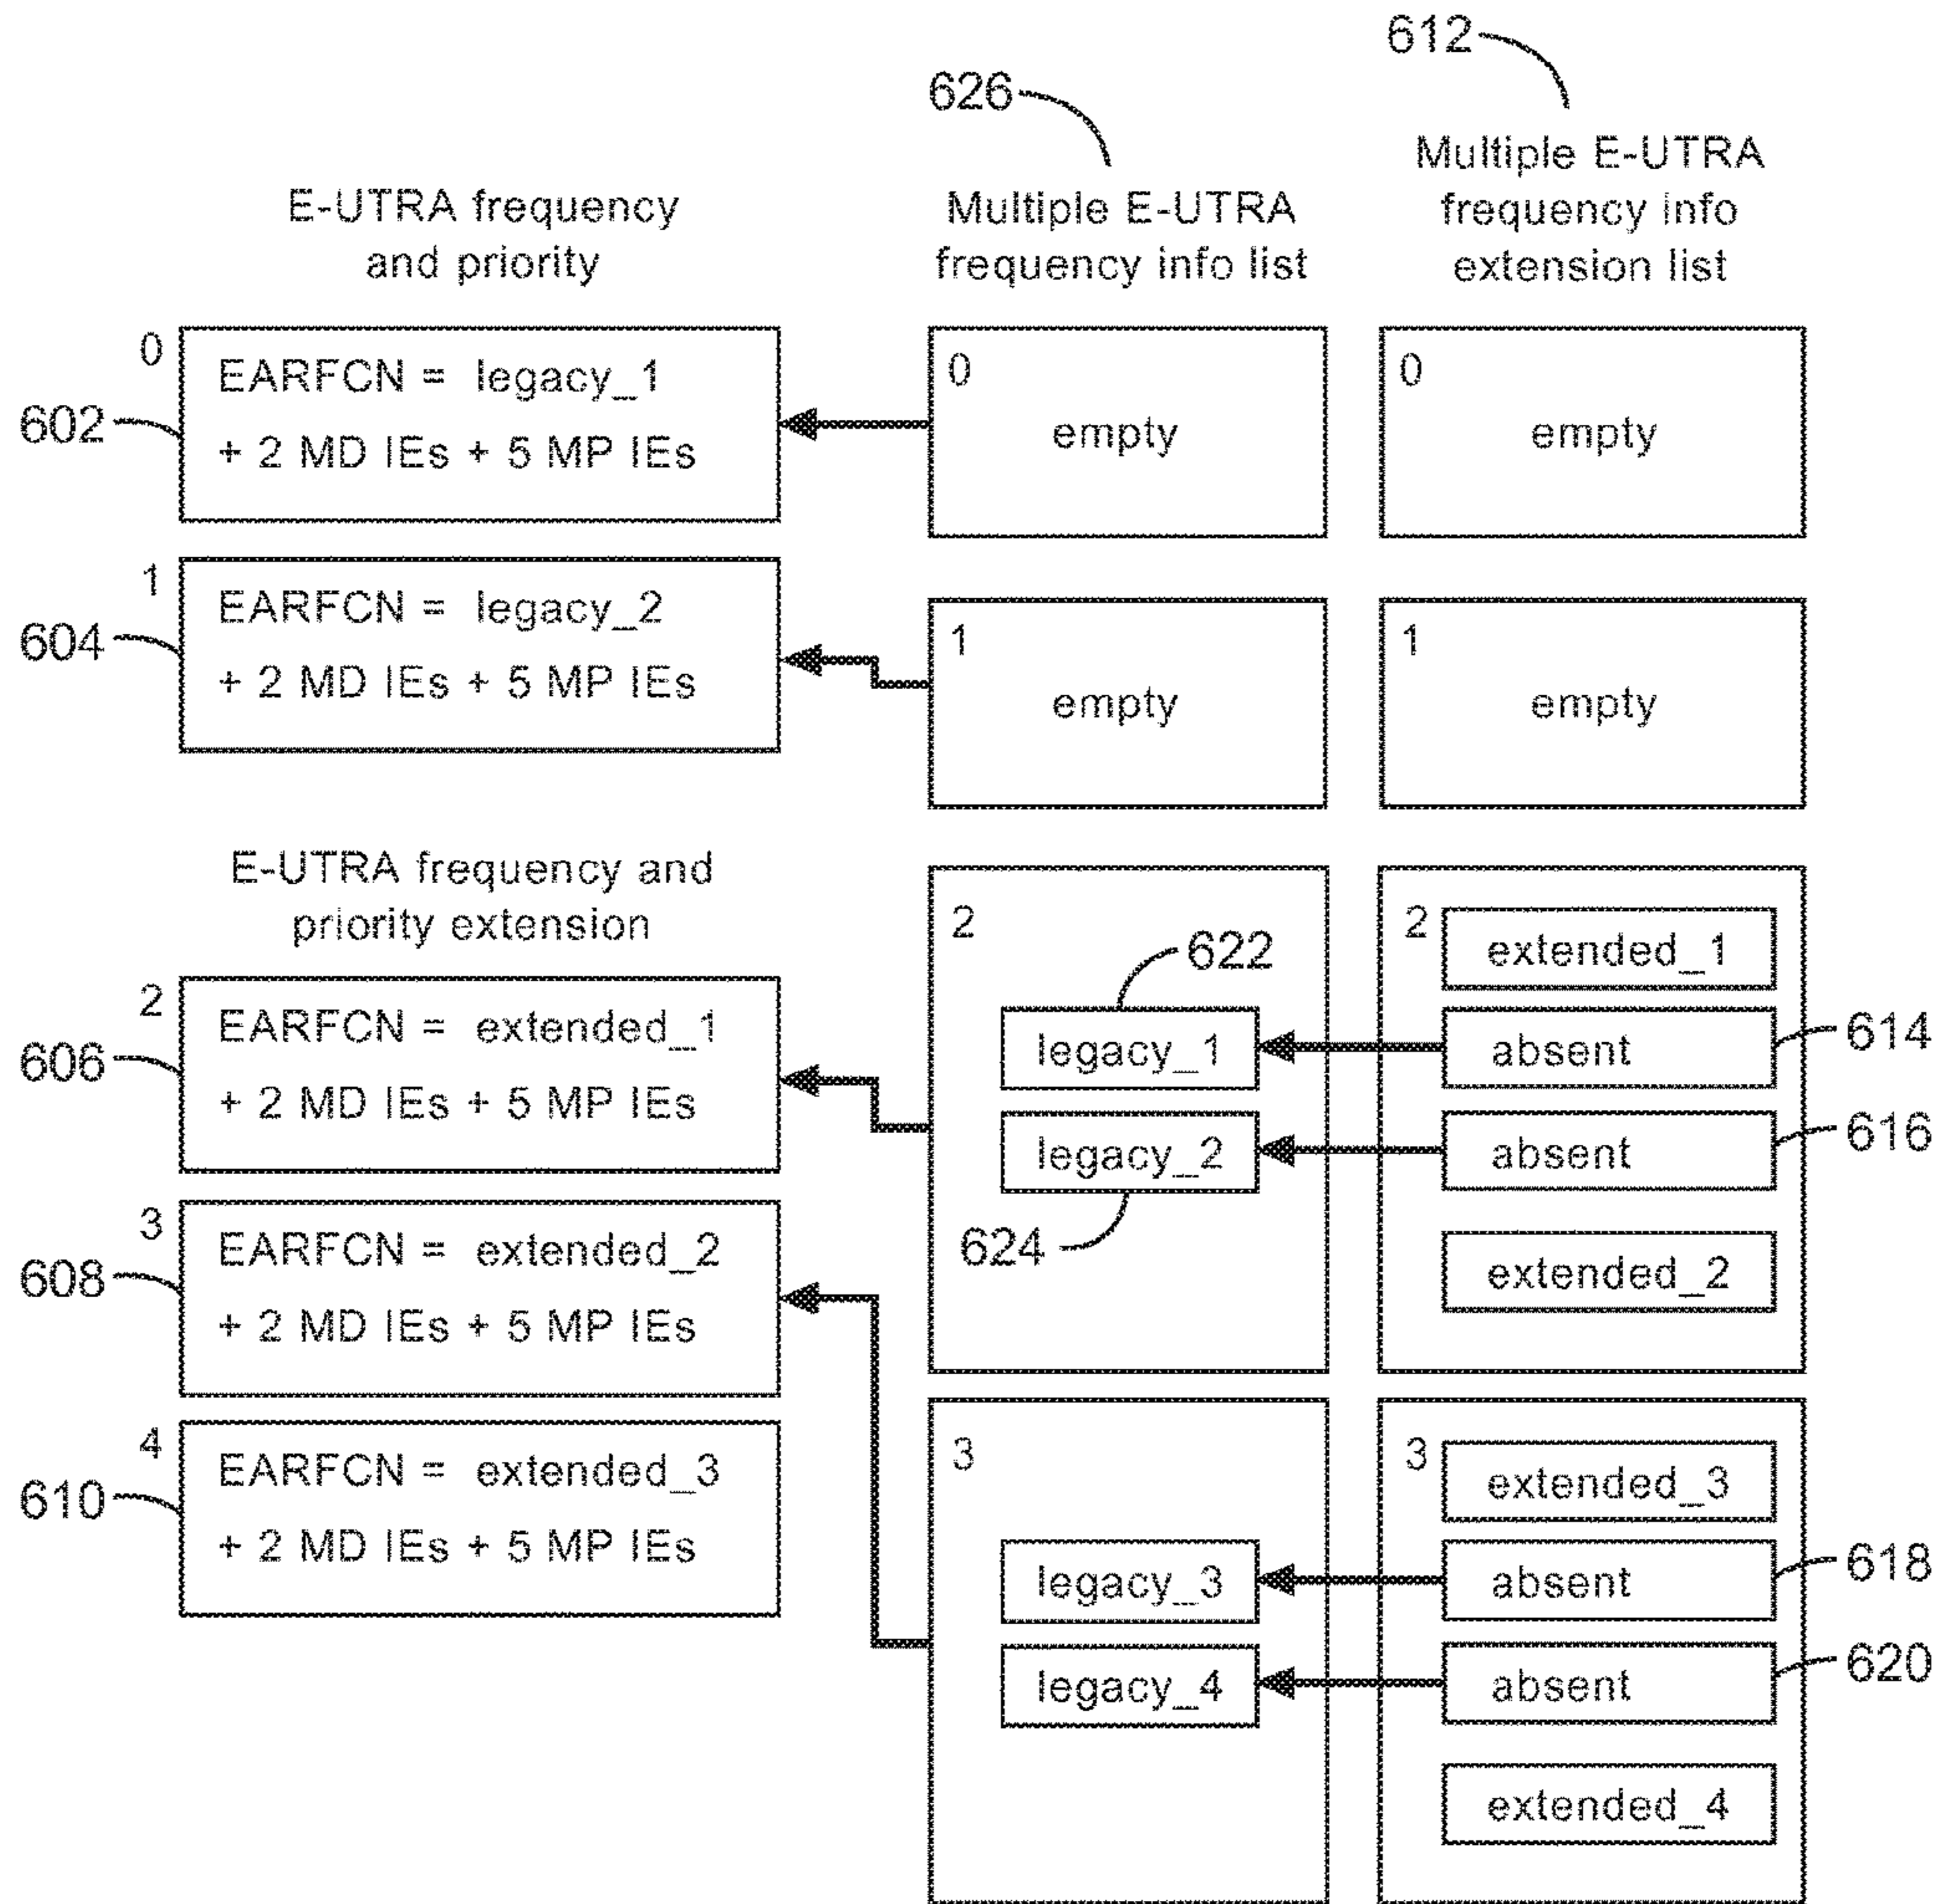 612
626
Multiple E-UTRA
frequency info
extension list
Multiple E-UTRA
frequency info list
E-UTRA frequency
and priority
0
EARFCN = legacy_1
+ 2 MD IEs + 5 MP IEs
602
0
empty
0
empty
1
EARFCN = legacy_2
+ 2 MD IEs + 5 MP IEs
604
1
empty
1
empty
E-UTRA frequency and
priority extension
2
EARFCN = extended_1
+ 2 MD IEs + 5 MP IEs
606
3
EARFCN = extended_2
+ 2 MD IEs + 5 MP IEs
608
4
EARFCN = extended_3
+ 2 MD IEs + 5 MP IEs
610
2
622
legacy_1
legacy_2
624
2
extended_1
absent
614
absent
616
extended_2
3
legacy_3
legacy_4
3
extended_3
absent
618
absent
620
extended_4